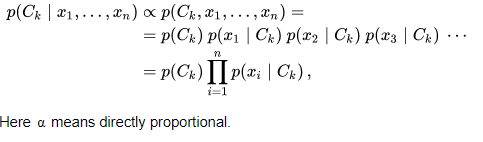 p(C_k | x_1, . . . , x_n) ∝ p(C_k, x_1, . . . , x_n) =
= p(C_k) p(x_1 | C_k) p(x_2 | C_k) p(x_3 | C_k) ⋯
= p(C_k) ∏_{i=1}^{n} p(x_i | C_k) ,
Here α means directly proportional.